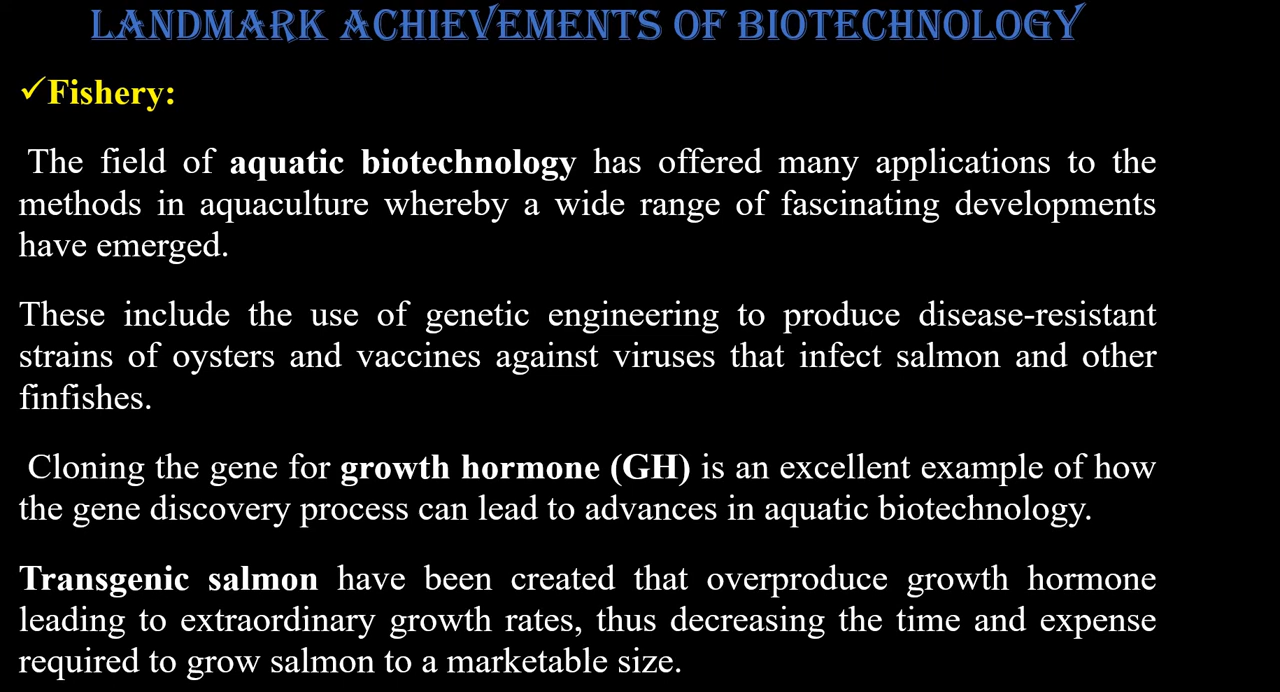 LANDMARK ACHIEVEMENTS OF BIOTECHNOLOGY
✓Fishery:
The field of aquatic biotechnology has offered many applications to the
methods in aquaculture whereby a wide range of fascinating developments
have emerged.
These include the use of genetic engineering to produce disease-resistant
strains of oysters and vaccines against viruses that infect salmon and other
finfishes.
Cloning the gene for growth hormone (GH) is an excellent example of how
the gene discovery process can lead to advances in aquatic biotechnology.
Transgenic salmon have been created that overproduce growth hormone
leading to extraordinary growth rates, thus decreasing the time and expense
required to grow salmon to a marketable size.